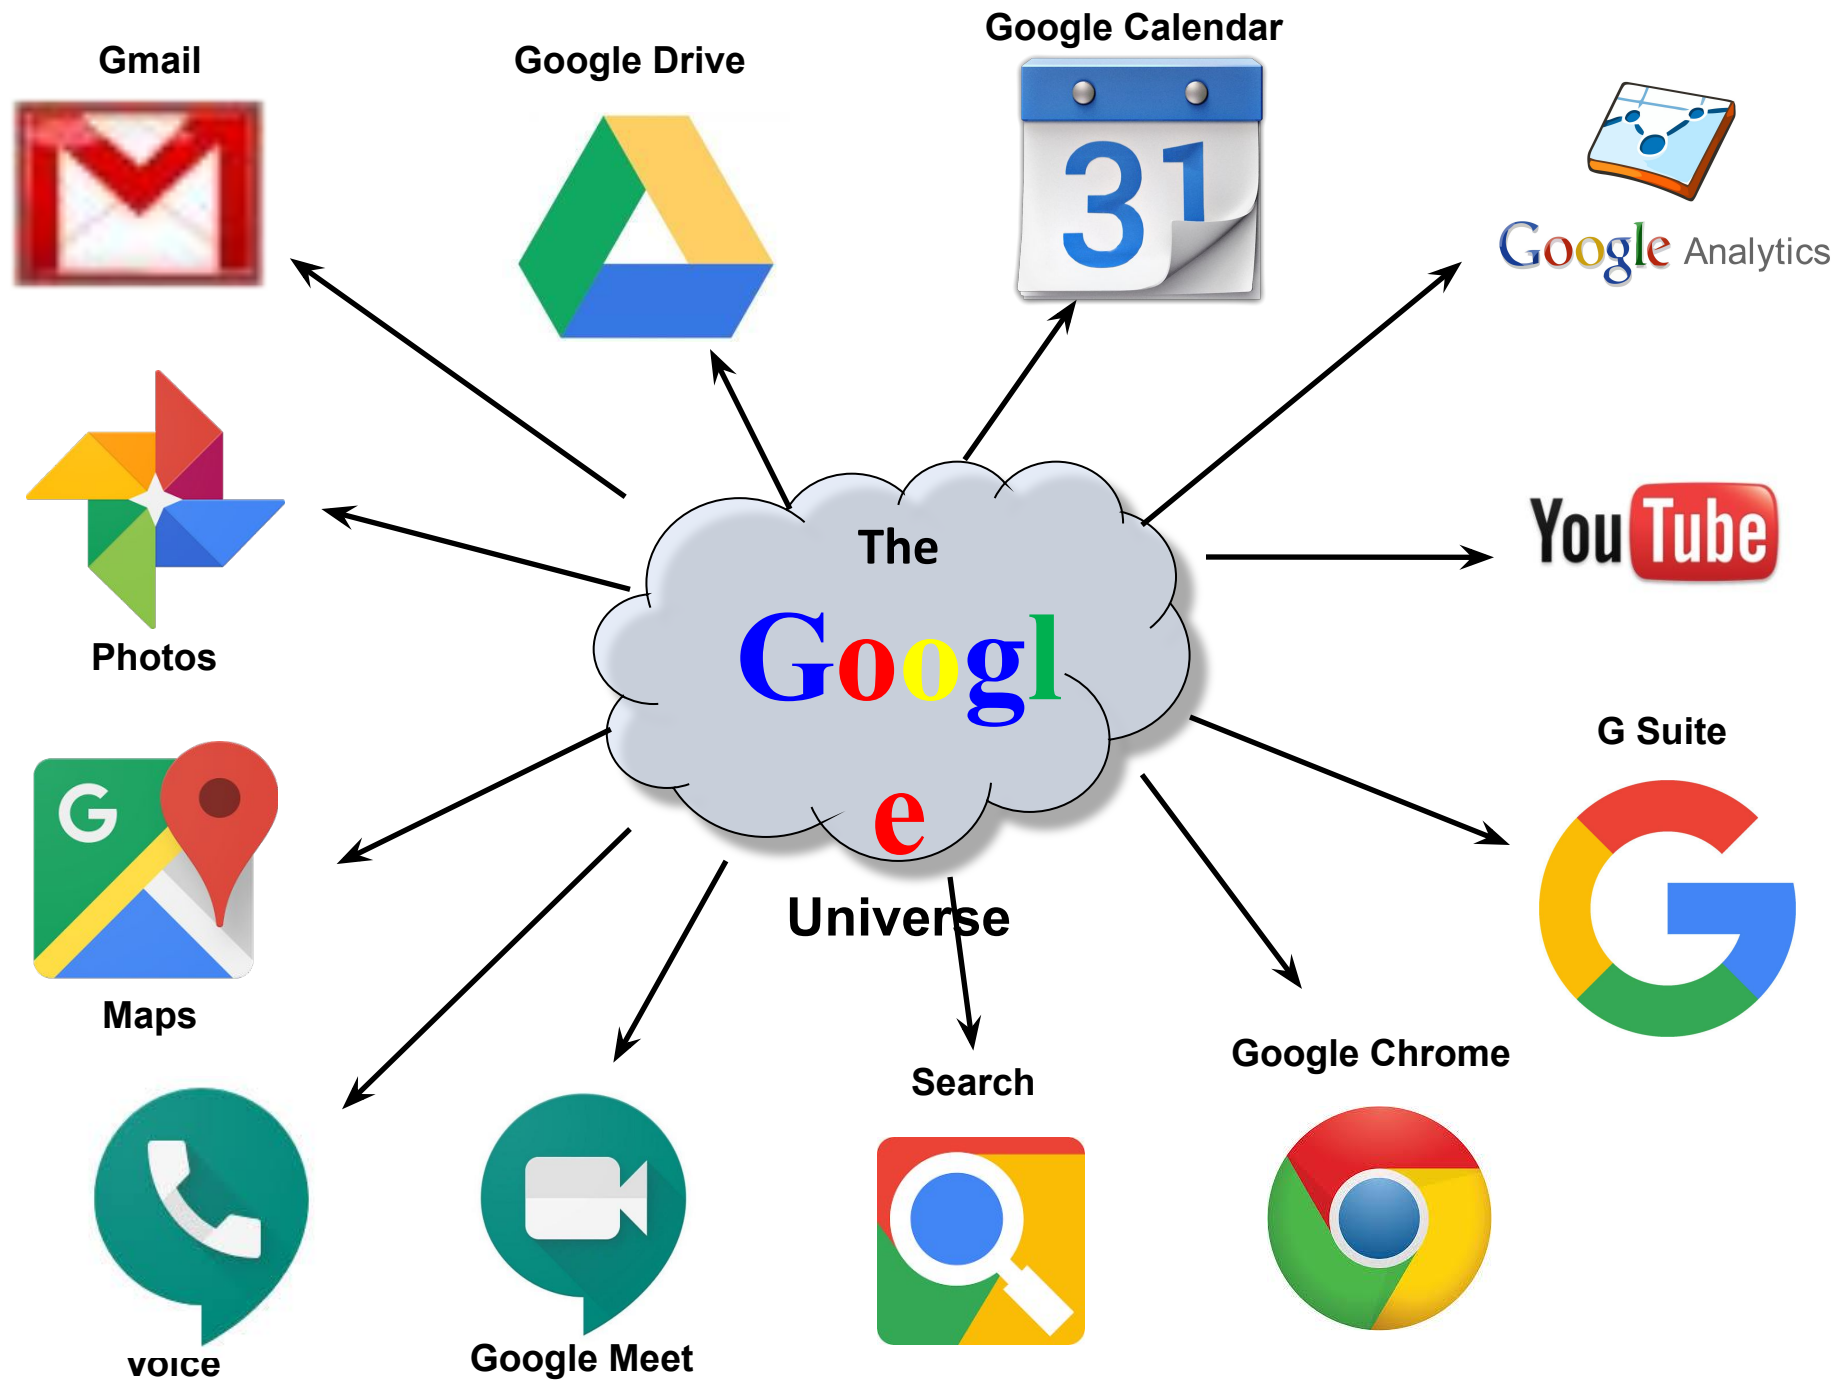 Google Calendar
Gmail
Google Drive
31
Google Analytics
You Tube
The
Googl
e
Universe
Photos
G Suite
G
Maps
Google Chrome
Search
Voice
Google Meet